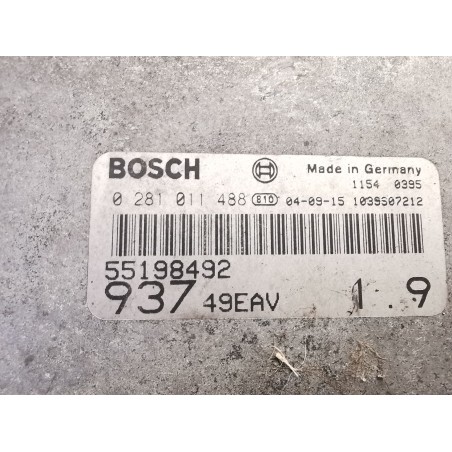 BOSCH Made in Germany
1154 0395
0 281 011 488 610 04-09-15 1039S07212
55198492
937 49EAV 1.9